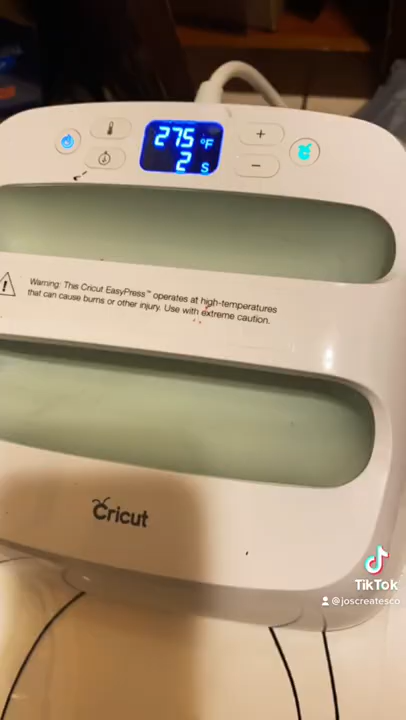 275 °F
2 S
+
−
Warning: This Cricut EasyPress™ operates at high-temperatures
that can cause burns or other injury. Use with extreme caution.
Cricut
TikTok
@joscreatesco